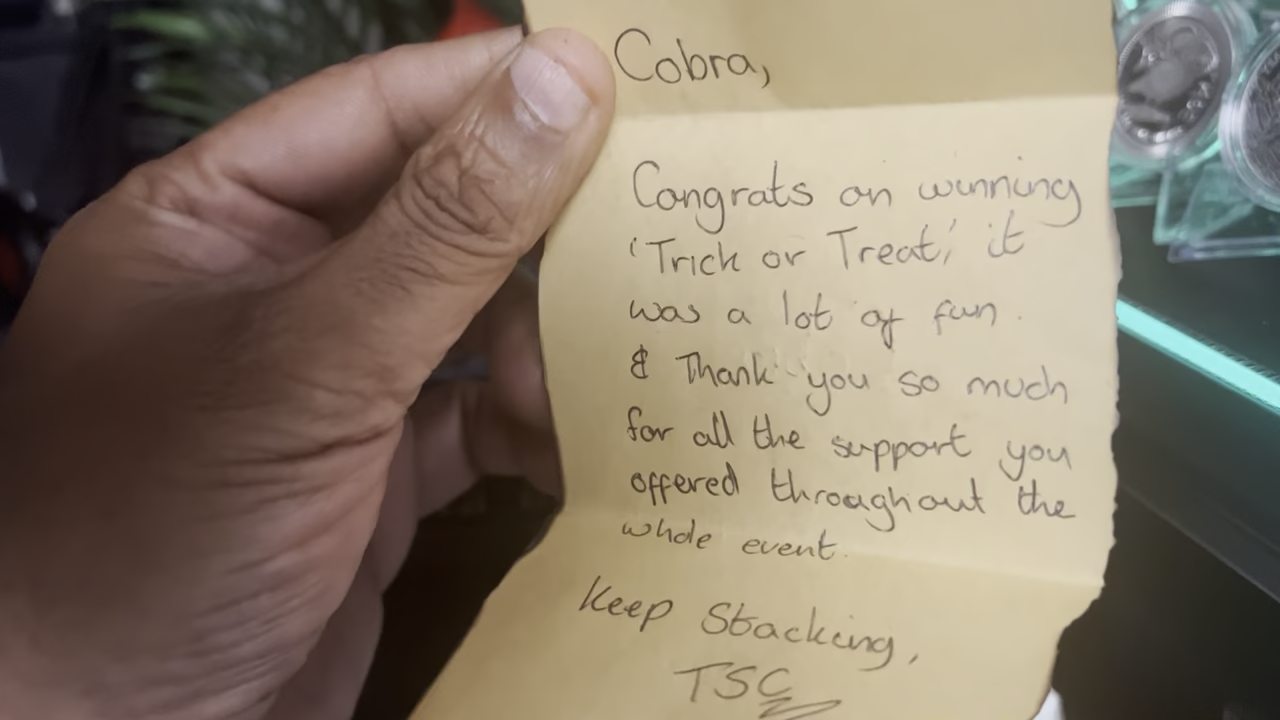 Cobra,
Congrats on winning
'Trick or Treat,' it
was a lot of fun.
& Thank you so much
for all the support you
offered throughout the
whole event.
Keep Stacking,
TSC